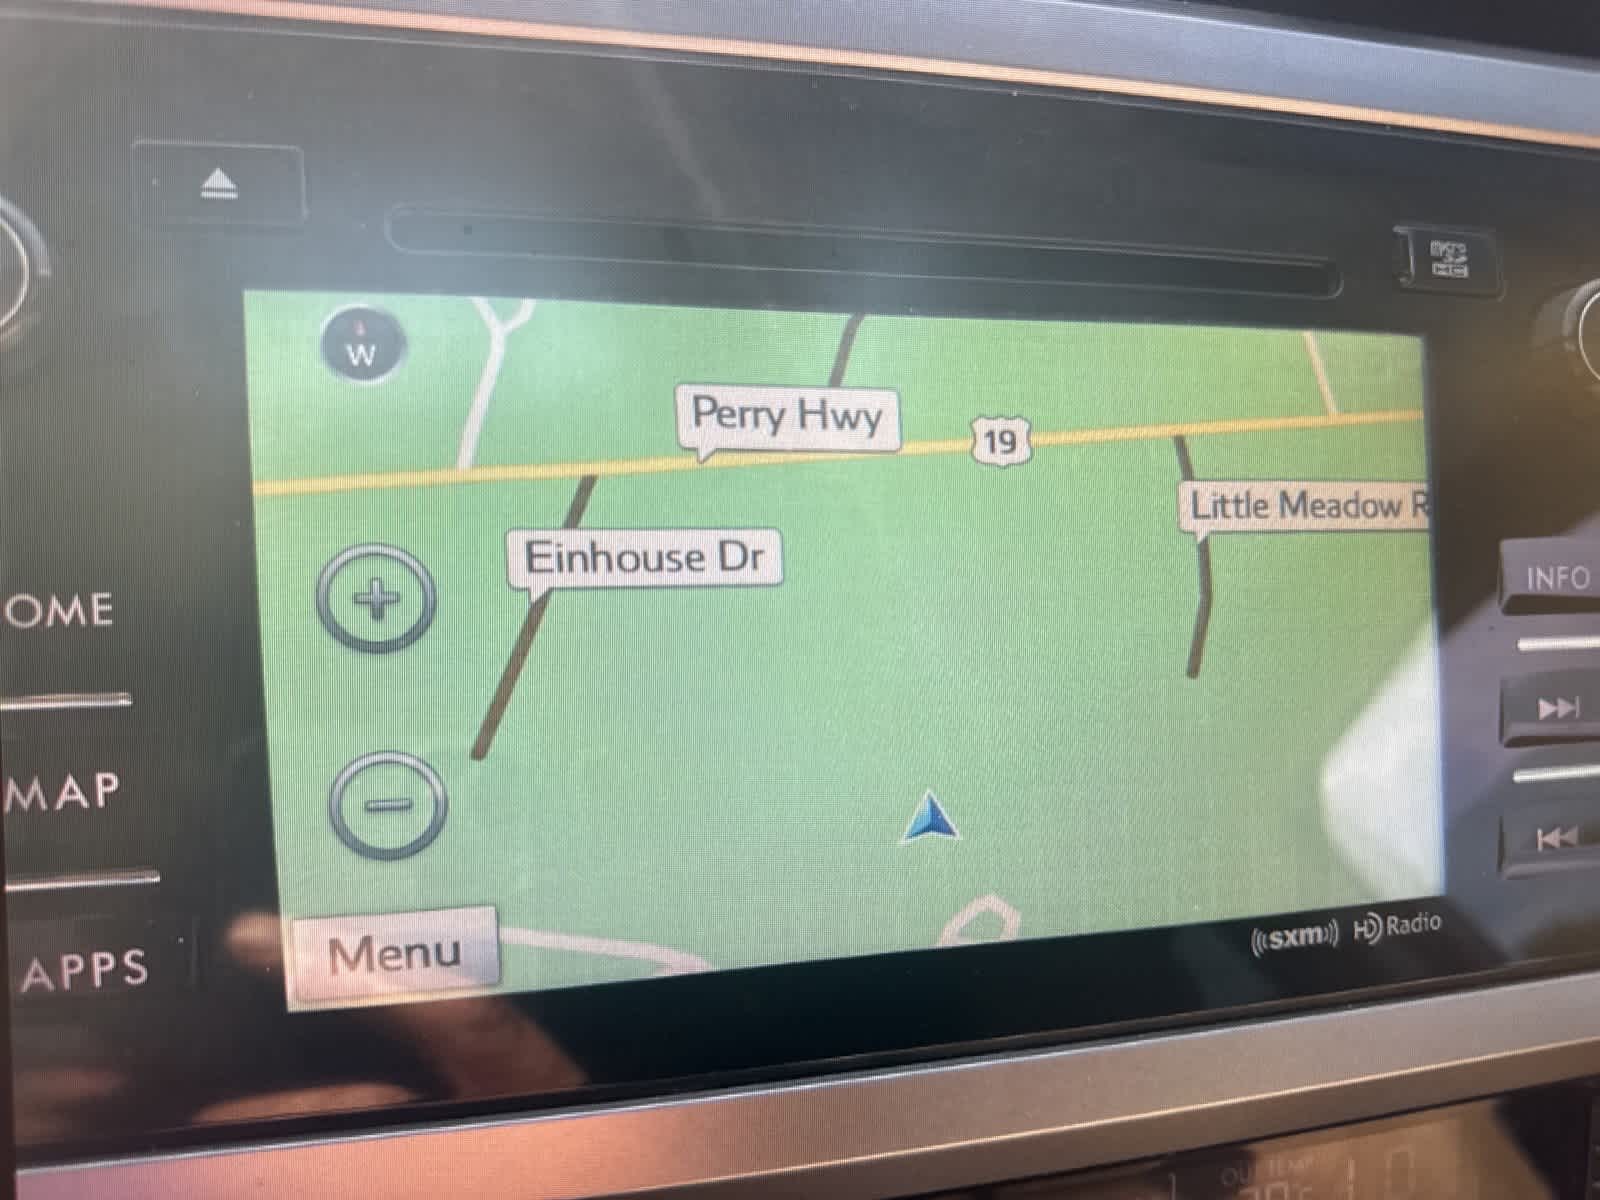 W
Perry Hwy
19
Little Meadow R
Einhouse Dr
INFO
OME
MAP
Menu
APPS
sxm HD Radio